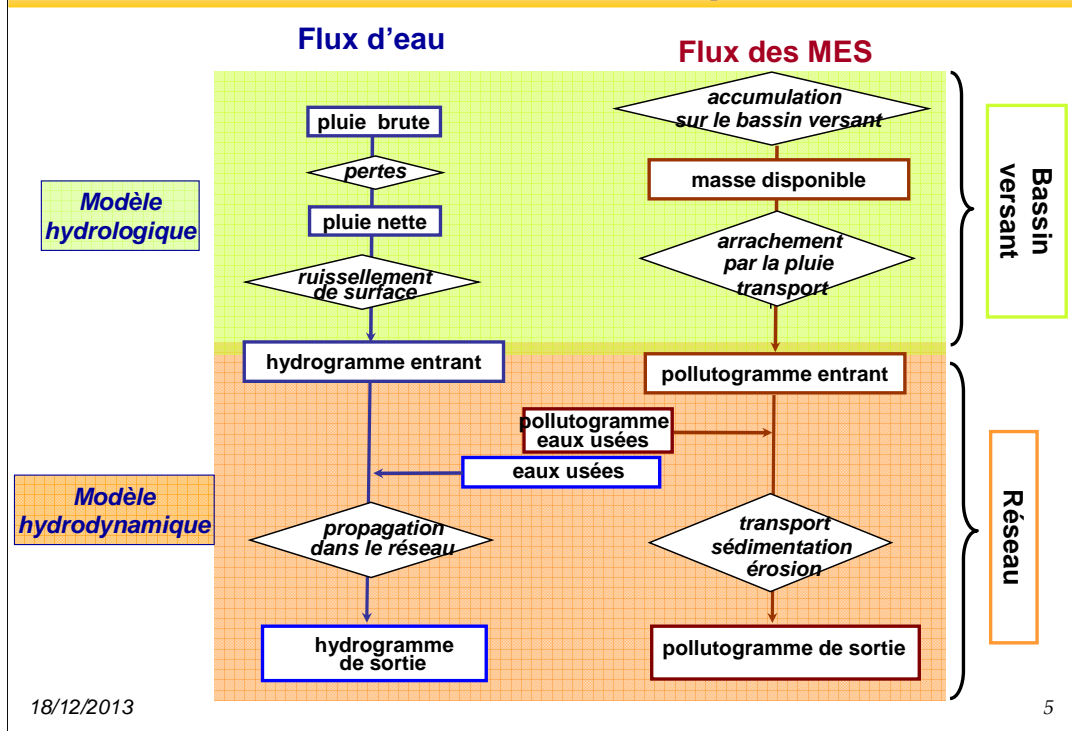 Flux d'eau
Flux des MES
pluie brute
pertes
pluie nette
ruissellement
de surface
accumulation
sur le bassin versant
masse disponible
arrachement
par la pluie
transport
Modèle
hydrologique
Bassin
versant
hydrogramme entrant
pollutogramme entrant
pollutogramme
eaux usées
eaux usées
Modèle
hydrodynamique
propagation
dans le réseau
transport
sédimentation
érosion
Réseau
hydrogramme
de sortie
pollutogramme de sortie
18/12/2013
5